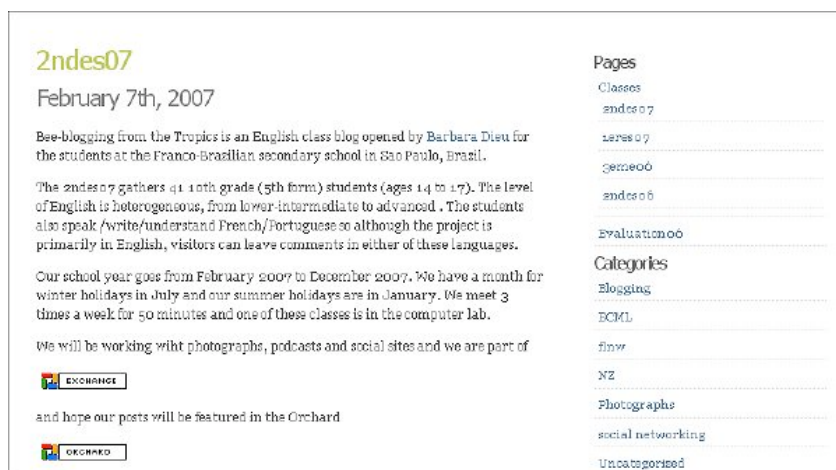 2ndes07
February 7th, 2007
Bee-blogging from the Tropics is an English class blog opened by Barbara Dieu for
the students at the Franco-Brazilian secondary school in Sao Paulo, Brazil.
The 2ndes07 gathers 41 10th grade (5th form) students (ages 14 to 17). The level
of English is heterogeneous, from lower-intermediate to advanced . The students
also speak /write/understand French/Portuguese so although the project is
primarily in English, visitors can leave comments in either of these languages.
Our school year goes from February 2007 to December 2007. We have a month for
winter holidays in July and our summer holidays are in January. We meet 3
times a week for 50 minutes and one of these classes is in the computer lab.
We will be working wiht photographs, podcasts and social sites and we are part of
EXCHANGE
and hope our posts will be featured in the Orchard
ORCHARD
Pages
Classes
2ndes07
1eres07
3eme06
2ndes06
Evaluation06
Categories
Blogging
ECML
flnw
NZ
Photographs
social networking
Uncategorized